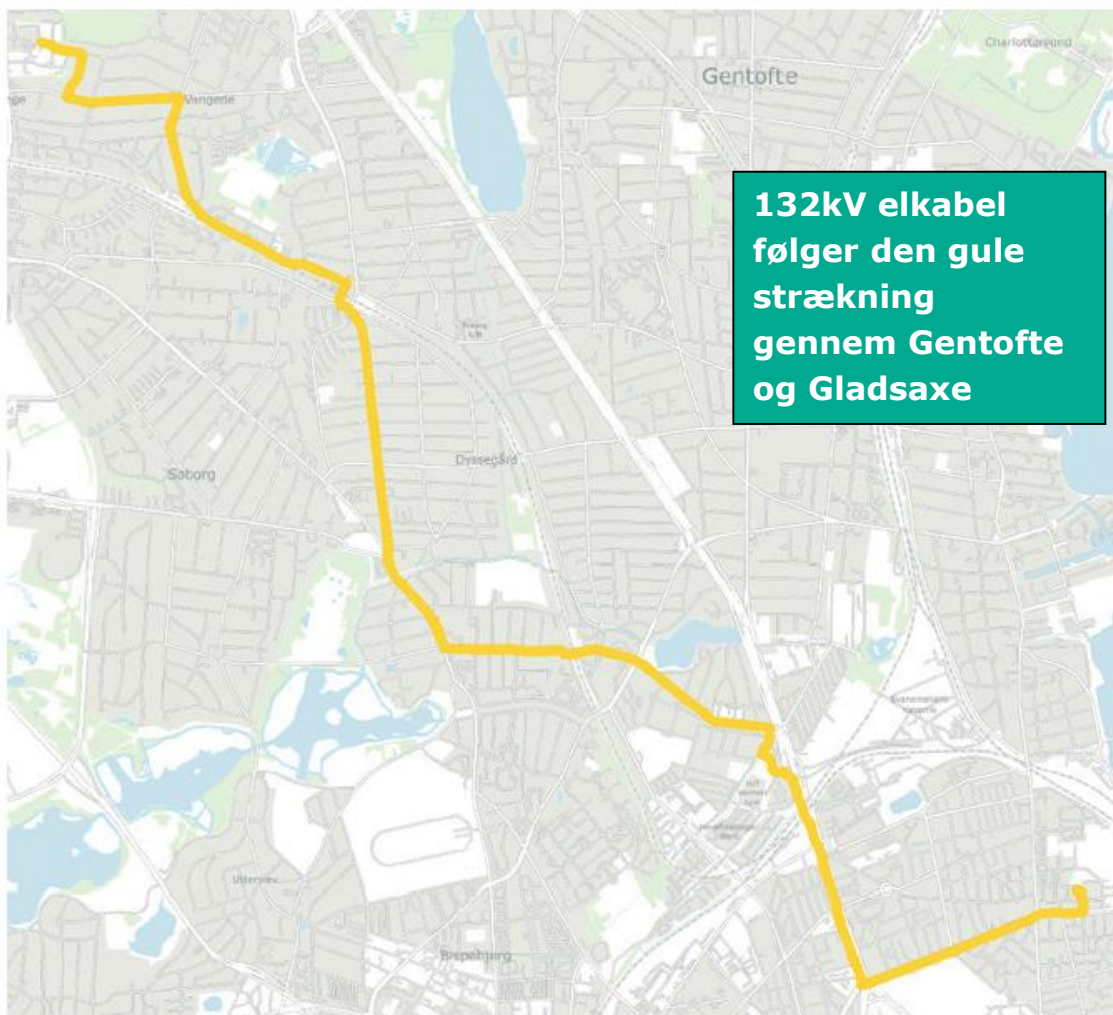 Charlottenlund
Gentofte
Vangede
132kV elkabel
følger den gule
strækning
gennem Gentofte
og Gladsaxe
Dyssegård
Søborg
Utterslev
Bispebjerg